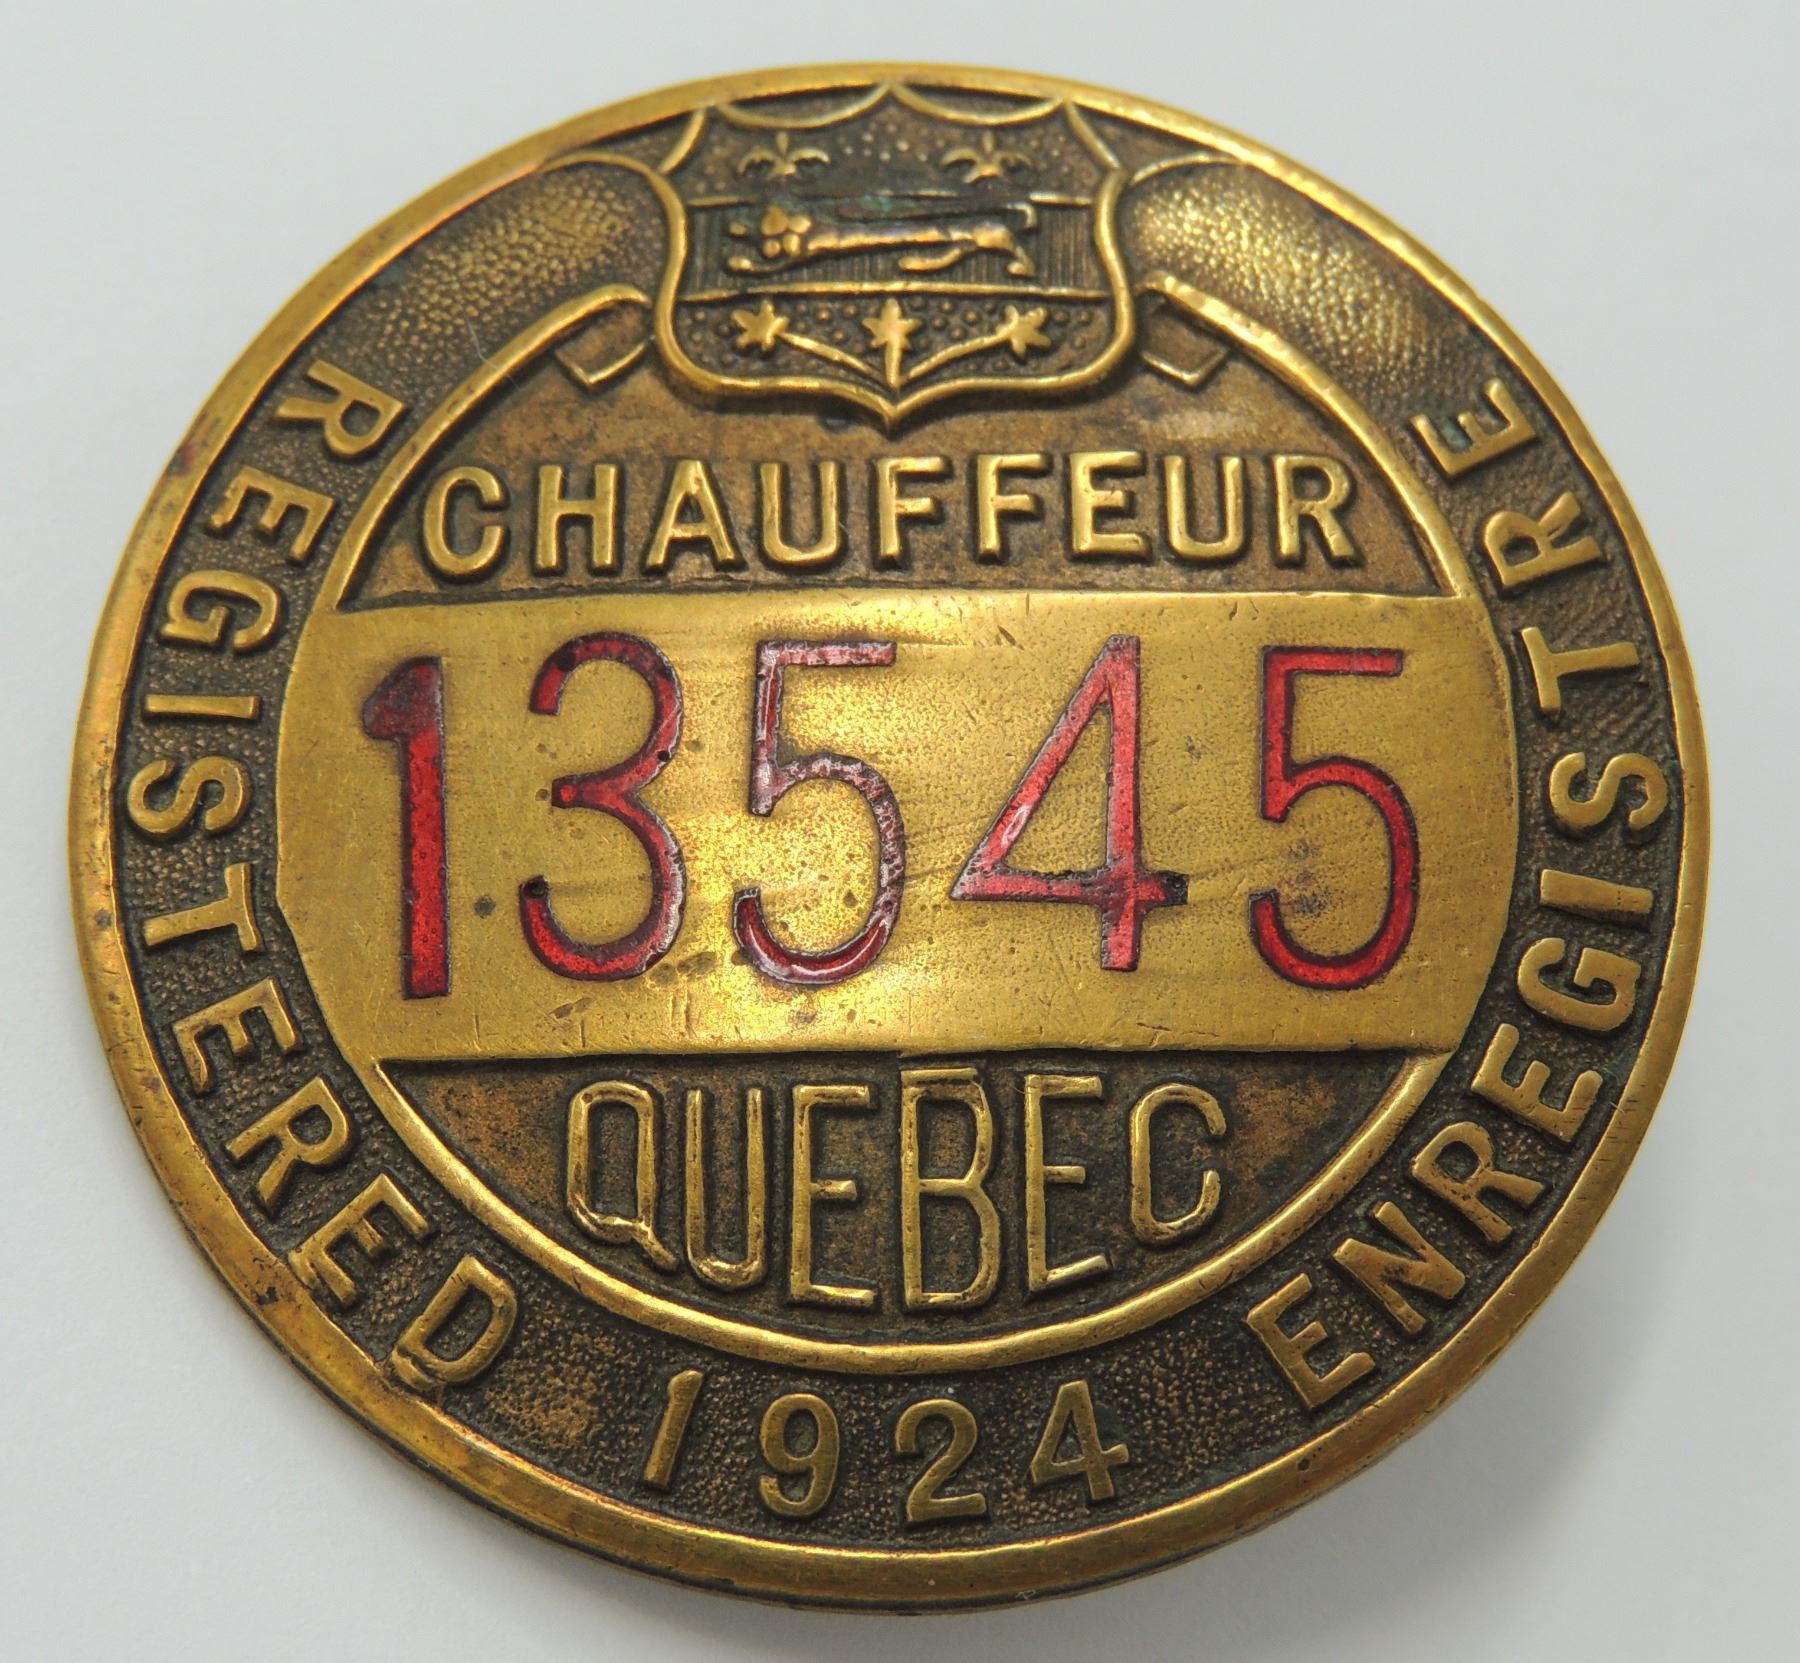 CHAUFFEUR
13545
QUEBEC
REGISTERED 1924 ENREGISTRE